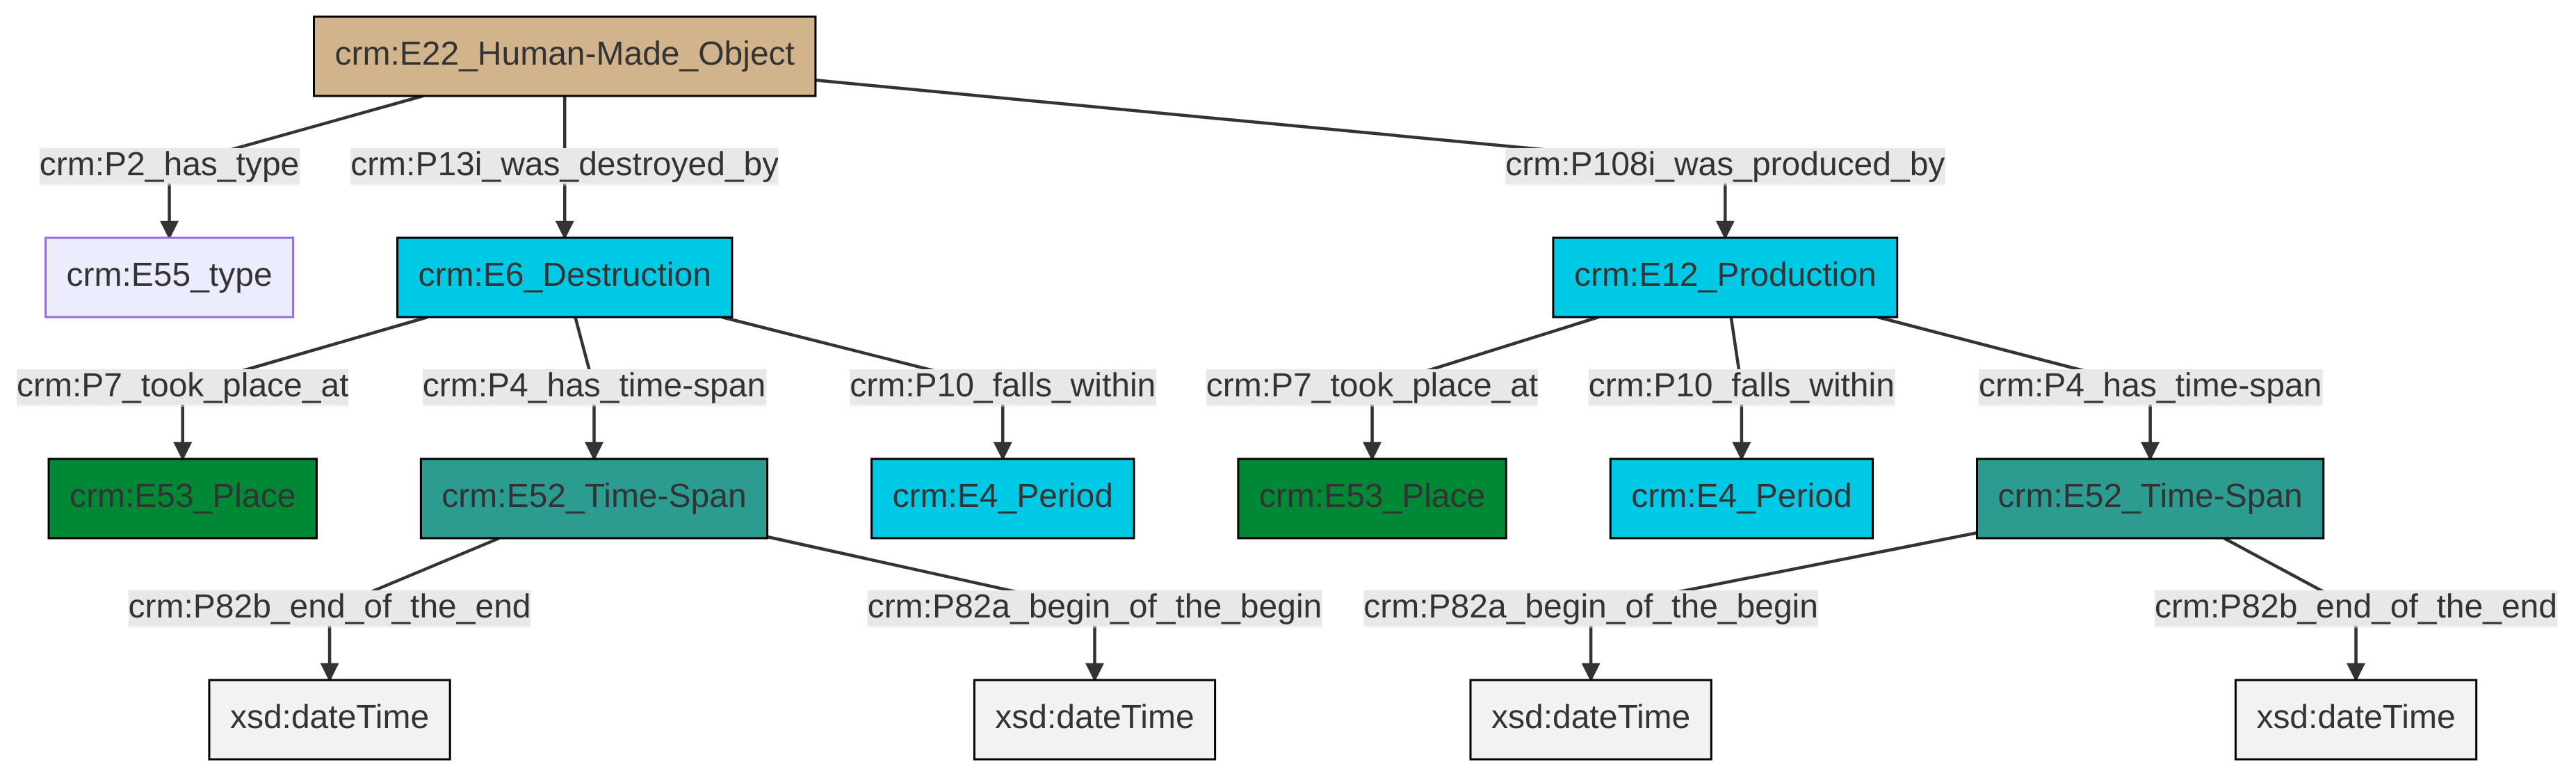 crm:E22_Human-Made_Object
crm:P2_has_type
crm:P13i_was_destroyed_by
crm:P108i_was_produced_by
crm:E55_type
crm:E6_Destruction
crm:E12_Production
crm:P7_took_place_at
crm:P4_has_time-span
crm:P10_falls_within
crm:P7_took_place_at
crm:P10_falls_within
crm:P4_has_time-span
crm:E53_Place
crm:E52_Time-Span
crm:E4_Period
crm:E53_Place
crm:E4_Period
crm:E52_Time-Span
crm:P82b_end_of_the_end
crm:P82a_begin_of_the_begin
crm:P82a_begin_of_the_begin
crm:P82b_end_of_the_end
xsd:dateTime
xsd:dateTime
xsd:dateTime
xsd:dateTime